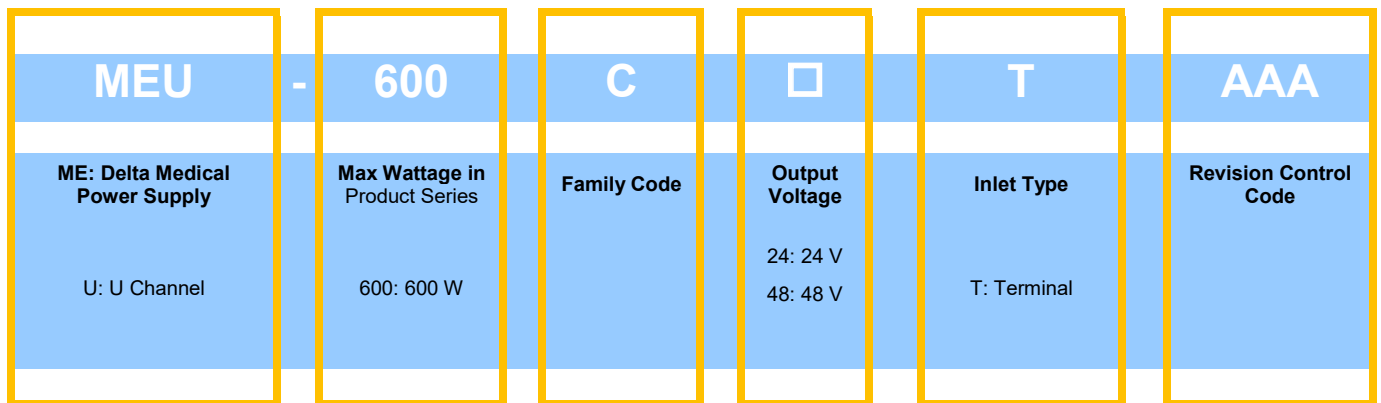 MEU - 600 C □ T AAA
ME: Delta Medical
Power Supply
U: U Channel
Max Wattage in
Product Series
600: 600 W
Family Code
Output
Voltage
24: 24 V
48: 48 V
Inlet Type
T: Terminal
Revision Control
Code